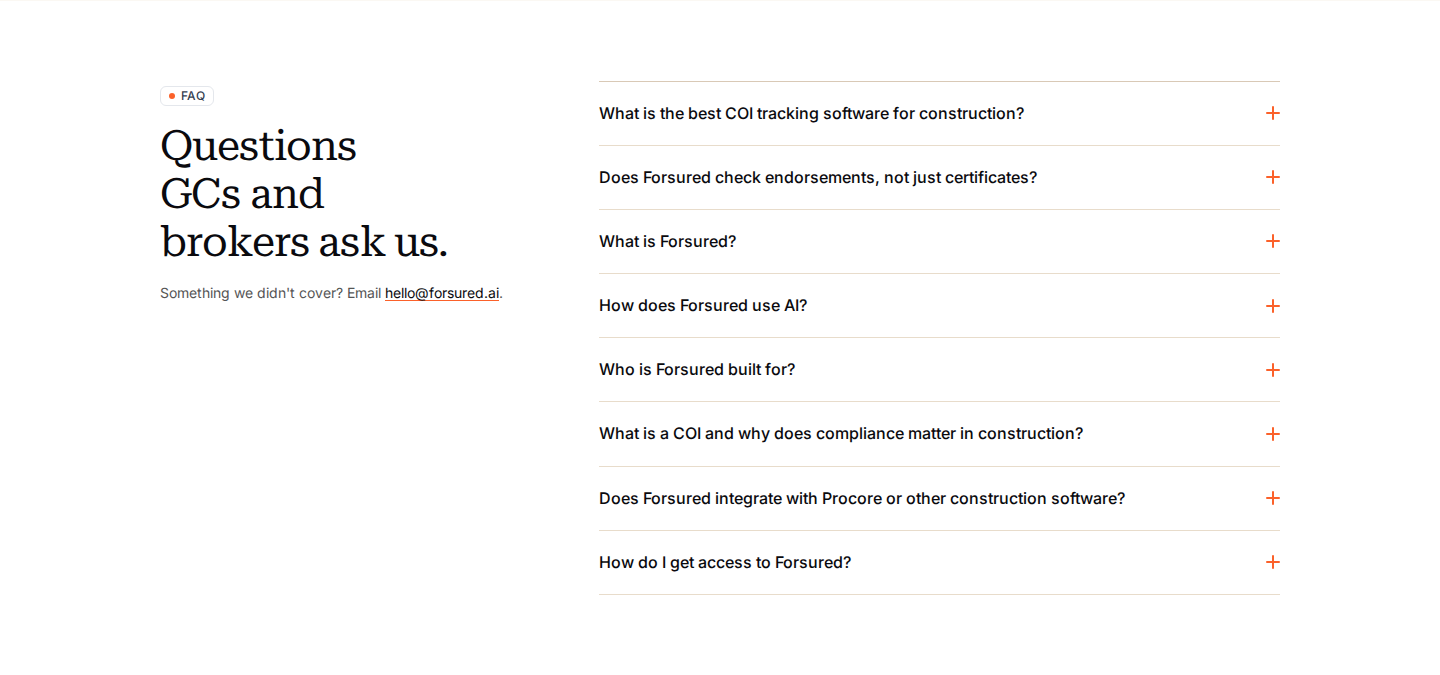 FAQ
Questions
GCs and
brokers ask us.
Something we didn't cover? Email hello@forsured.ai.
What is the best COI tracking software for construction?
Does Forsured check endorsements, not just certificates?
What is Forsured?
How does Forsured use AI?
Who is Forsured built for?
What is a COI and why does compliance matter in construction?
Does Forsured integrate with Procore or other construction software?
How do I get access to Forsured?